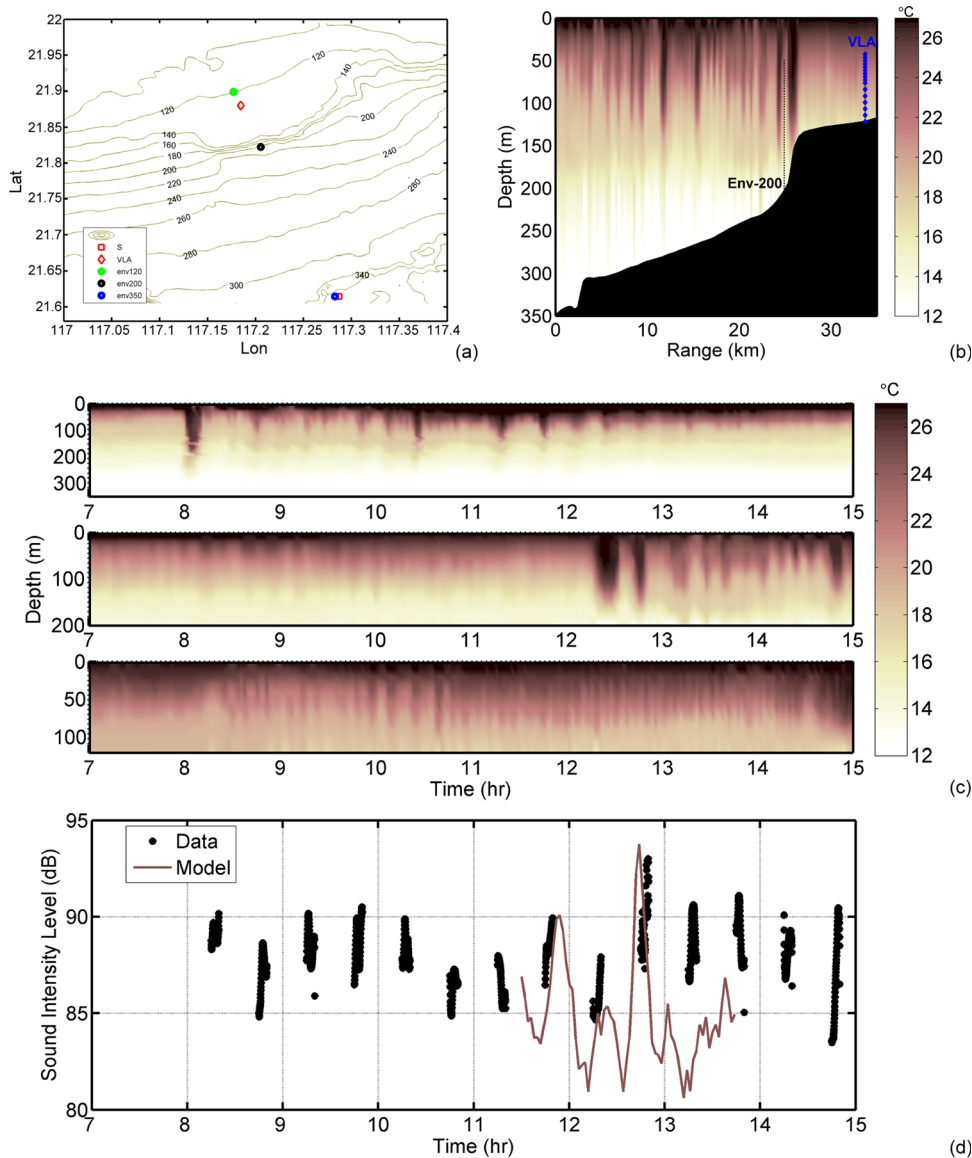 22
21.95
21.9
21.85
21.8
21.75
21.7
21.65
21.6
Lat
117 117.05 117.1 117.15 117.2 117.25 117.3 117.35 117.4
Lon
(a)
120
120
140
120
140
160
180
200
220
200
240
240
260
280
280
280
300
340
S
VLA
env120
env200
env350
0
50
100
150
200
250
300
350
Depth (m)
0 10 20 30
Range (km)
(b)
VLA
Env-200
°C
26
24
22
20
18
16
14
12
0
100
200
300
7 8 9 10 11 12 13 14 15
0
100
200
Depth (m)
7 8 9 10 11 12 13 14 15
0
50
100
7 8 9 10 11 12 13 14 15
Time (hr)
°C
26
24
22
20
18
16
14
12
(c)
95
90
85
80
Sound Intensity Level (dB)
Data
Model
7 8 9 10 11 12 13 14 15
Time (hr)
(d)